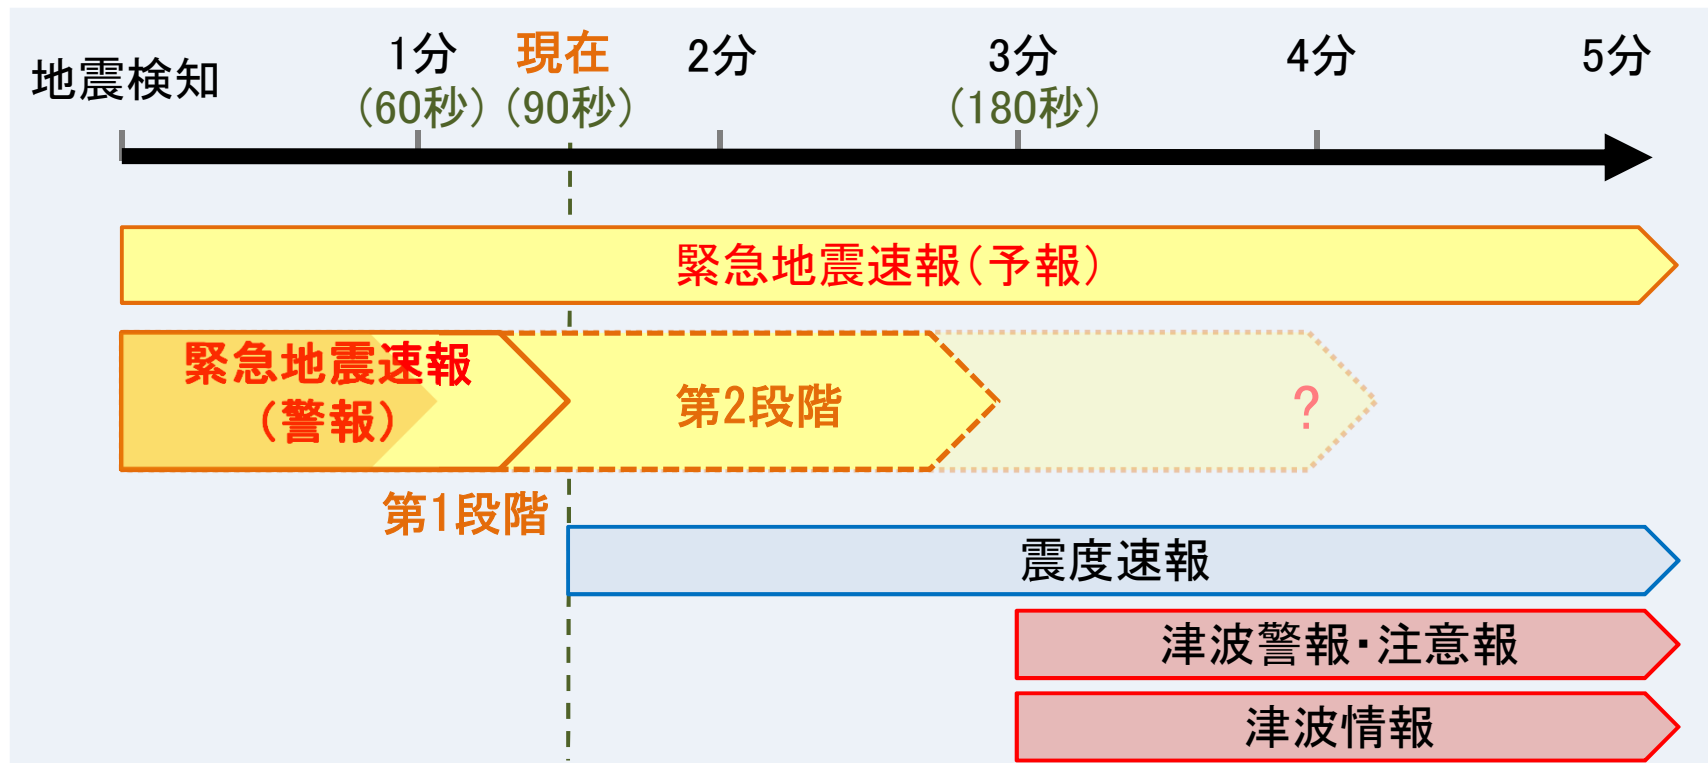 地震検知
1分
(60秒)
現在
(90秒)
2分
3分
(180秒)
4分
5分
緊急地震速報(予報)
緊急地震速報
(警報)
第2段階
?
第1段階
震度速報
津波警報・注意報
津波情報